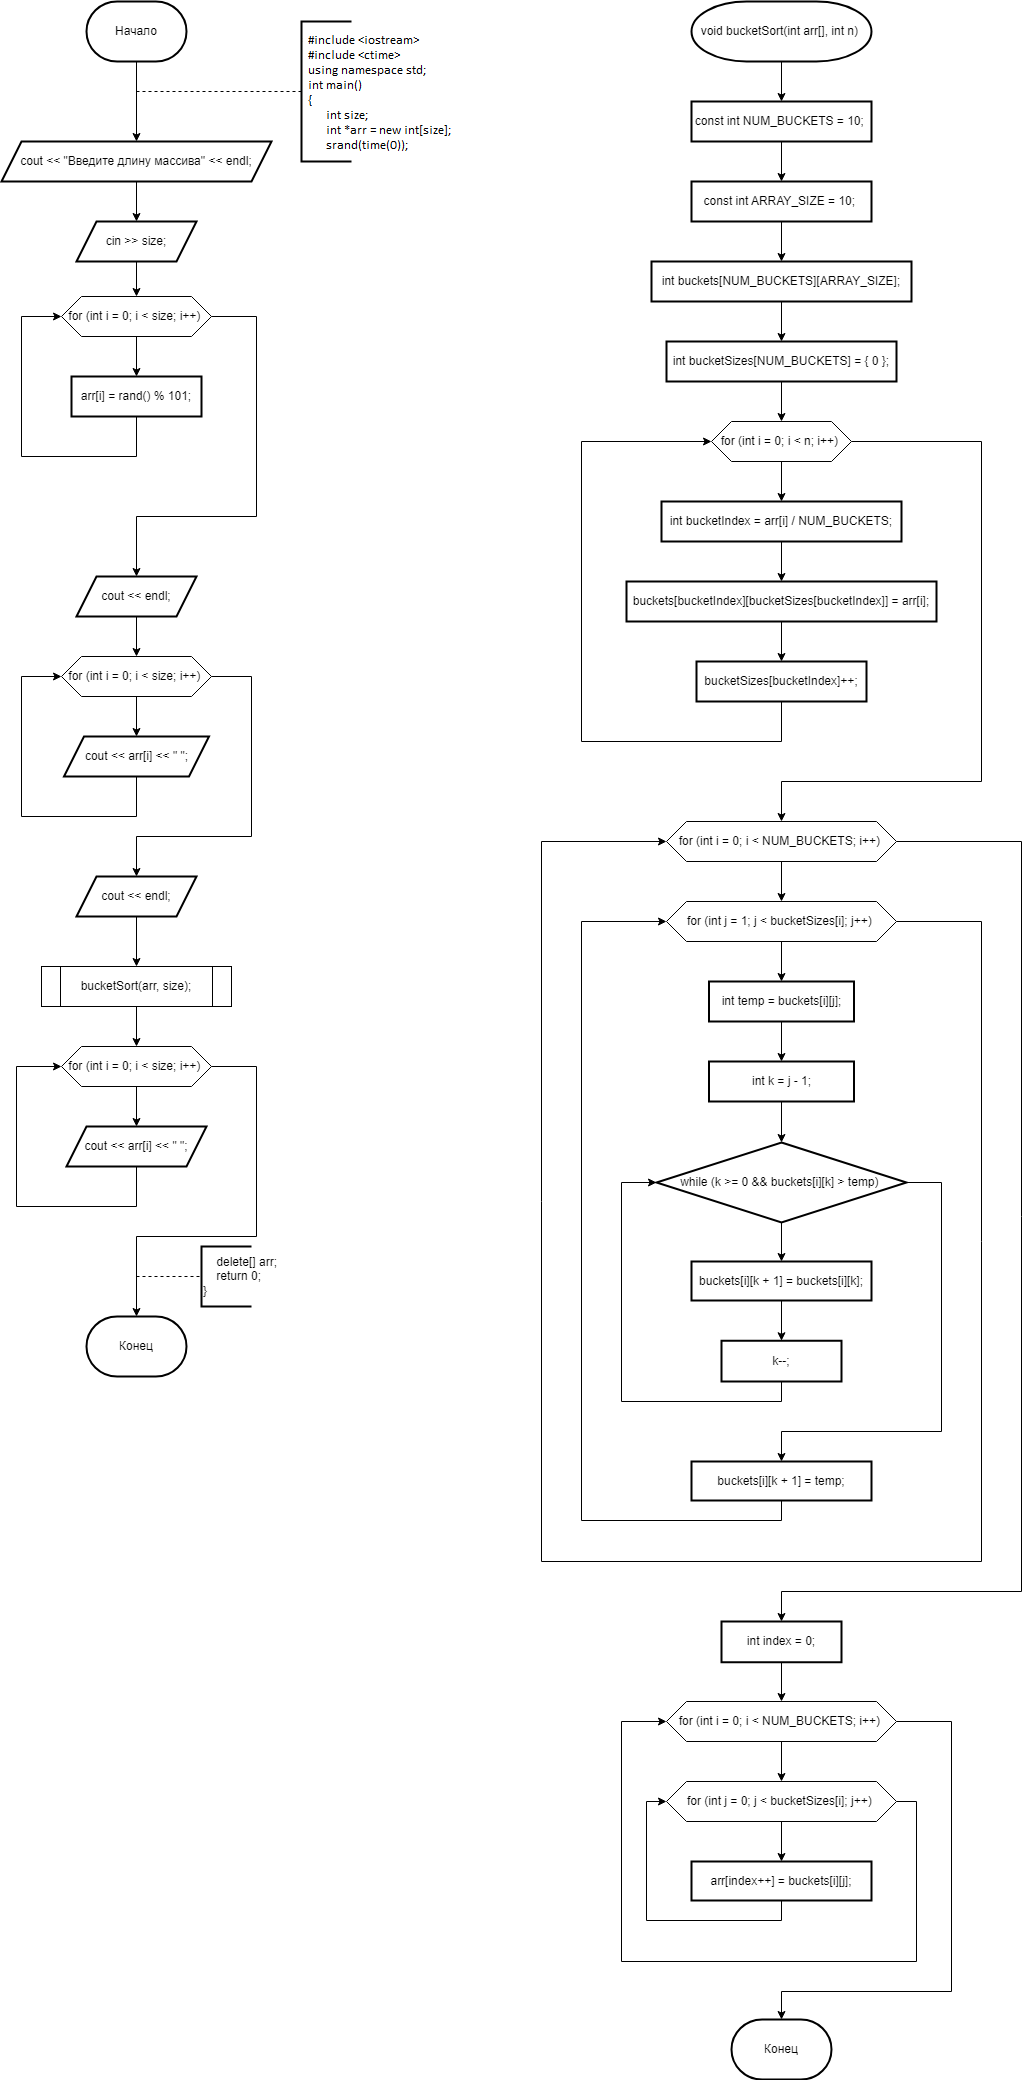 Начало
#include <iostream>
#include <ctime>
using namespace std;
int main()
{
int size;
int *arr = new int[size];
srand(time(0));
cout << "Введите длину массива" << endl;
cin >> size;
for (int i = 0; i < size; i++)
arr[i] = rand() % 101;
cout << endl;
for (int i = 0; i < size; i++)
cout << arr[i] << " ";
cout << endl;
bucketSort(arr, size);
for (int i = 0; i < size; i++)
cout << arr[i] << " ";
delete[] arr;
return 0;
}
Конец
void bucketSort(int arr[], int n)
const int NUM_BUCKETS = 10;
const int ARRAY_SIZE = 10;
int buckets[NUM_BUCKETS][ARRAY_SIZE];
int bucketSizes[NUM_BUCKETS] = { 0 };
for (int i = 0; i < n; i++)
int bucketIndex = arr[i] / NUM_BUCKETS;
buckets[bucketIndex][bucketSizes[bucketIndex]] = arr[i];
bucketSizes[bucketIndex]++;
for (int i = 0; i < NUM_BUCKETS; i++)
for (int j = 1; j < bucketSizes[i]; j++)
int temp = buckets[i][j];
int k = j - 1;
while (k >= 0 && buckets[i][k] > temp)
buckets[i][k + 1] = buckets[i][k];
k--;
buckets[i][k + 1] = temp;
int index = 0;
for (int i = 0; i < NUM_BUCKETS; i++)
for (int j = 0; j < bucketSizes[i]; j++)
arr[index++] = buckets[i][j];
Конец